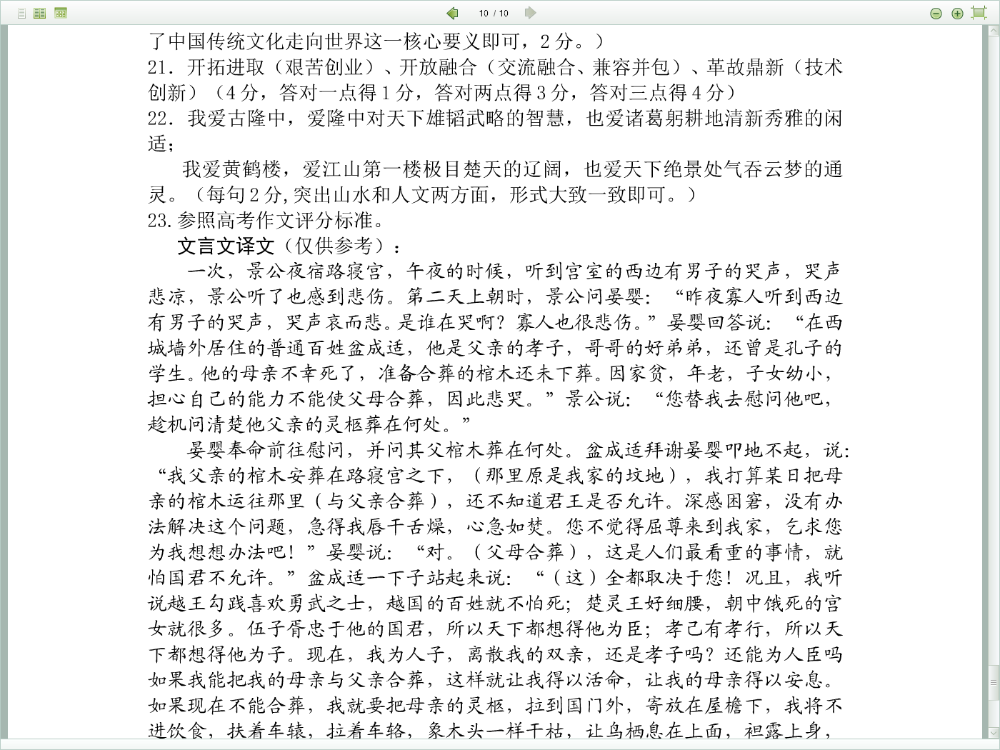 10 / 10
了中国传统文化走向世界这一核心要义即可，2 分。）
21．开拓进取（艰苦创业）、开放融合（交流融合、兼容并包）、革故鼎新（技术
创新）（4 分，答对一点得 1 分，答对两点得 3 分，答对三点得 4 分）
22．我爱古隆中，爱隆中对天下雄韬武略的智慧，也爱诸葛躬耕地清新秀雅的闲
适；
我爱黄鹤楼，爱江山第一楼极目楚天的辽阔，也爱天下绝景处气吞云梦的通
灵。（每句 2 分,突出山水和人文两方面，形式大致一致即可。）
23.参照高考作文评分标准。
文言文译文（仅供参考）：
一次，景公夜宿路寝宫，午夜的时候，听到宫室的西边有男子的哭声，哭声
悲凉，景公听了也感到悲伤。第二天上朝时，景公问晏婴：“昨夜寡人听到西边
有男子的哭声，哭声哀而悲。是谁在哭啊？寡人也很悲伤。”晏婴回答说：“在西
城墙外居住的普通百姓盆成适，他是父亲的孝子，哥哥的好弟弟，还曾是孔子的
学生。他的母亲不幸死了，准备合葬的棺木还未下葬。因家贫，年老，子女幼小，
担心自己的能力不能使父母合葬，因此悲哭。”景公说：“您替我去慰问他吧，
趁机问清楚他父亲的灵柩葬在何处。”
晏婴奉命前往慰问，并问其父棺木葬在何处。盆成适拜谢晏婴叩地不起，说：
“我父亲的棺木安葬在路寝宫之下，（那里原是我家的坟地），我打算某日把母
亲的棺木运往那里（与父亲合葬），还不知道君王是否允许。深感困窘，没有办
法解决这个问题，急得我唇干舌燥，心急如焚。您不觉得屈尊来到我家，乞求您
为我想想办法吧！”晏婴说：“对。（父母合葬），这是人们最看重的事情，就
怕国君不允许。”盆成适一下子站起来说：“（这）全都取决于您！况且，我听
说越王勾践喜欢勇武之士，越国的百姓就不怕死；楚灵王好细腰，朝中饿死的宫
女就很多。伍子胥忠于他的国君，所以天下都想得他为臣；孝己有孝行，所以天
下都想得他为子。现在，我为人子，离散我的双亲，还是孝子吗？还能为人臣吗
如果我能把我的母亲与父亲合葬，这样就让我得以活命，让我的母亲得以安息。
如果现在不能合葬，我就要把母亲的灵柩，拉到国门外，寄放在屋檐下，我将不
进饮食，扶着车辕，拉着车辂，象木头一样干枯，让鸟栖息在上面，袒露上身，